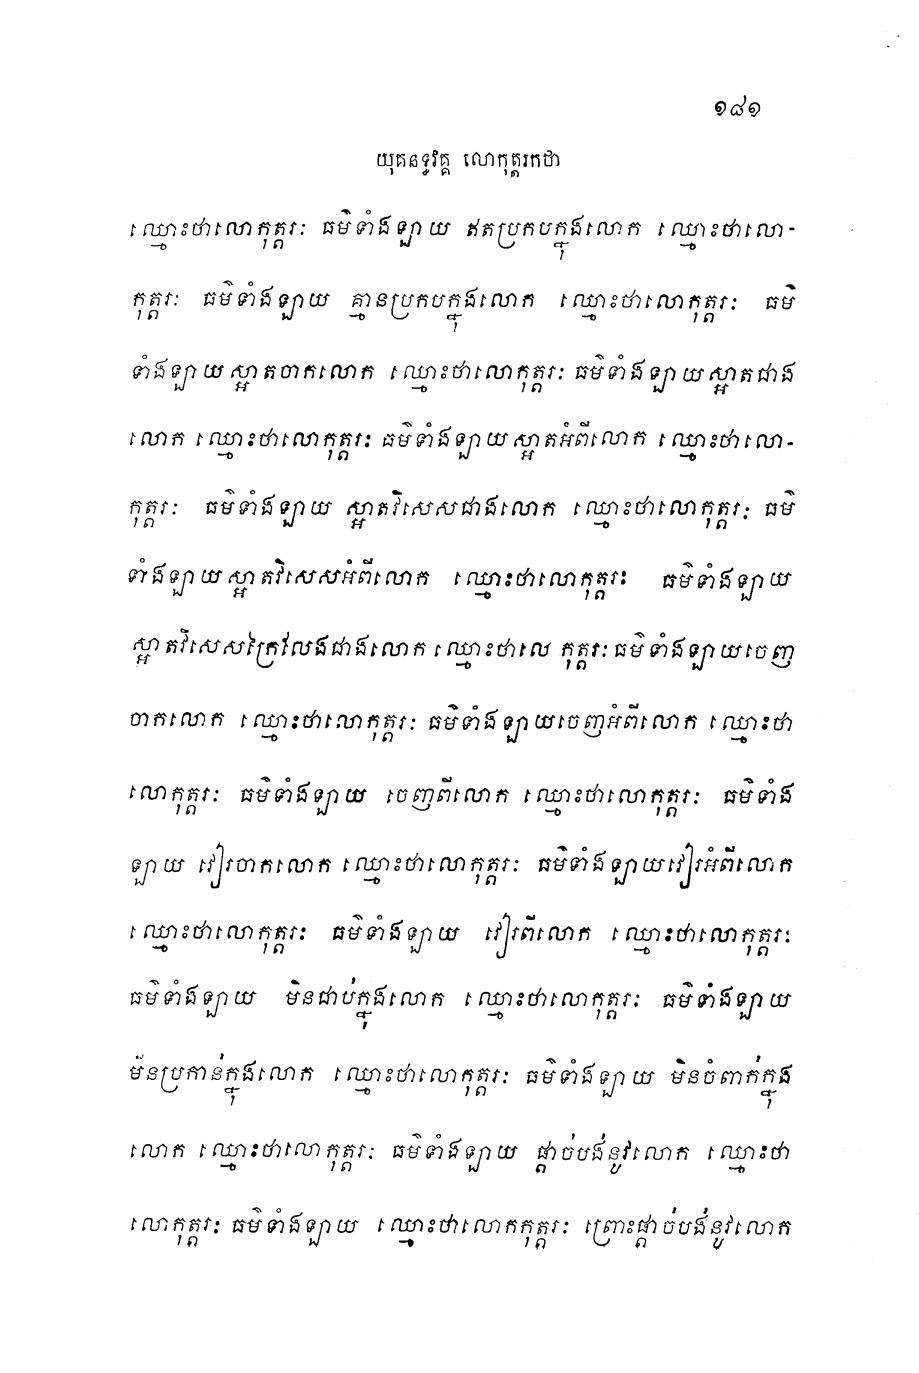 ១៨១
យុគនទ្ធវគ្គ លោកុត្តរកថា
ឈ្មោះថាលោកុត្តរៈ ធម៌ទាំងឡាយ ឥតប្រកបក្នុងលោក ឈ្មោះថាលោ-
កុត្តរៈ ធម៌ទាំងឡាយ គ្មានប្រកបក្នុងលោក ឈ្មោះថាលោកុត្តរៈ ធម៌
ទាំងឡាយស្អាតចាកលោក ឈ្មោះថាលោកុត្តរៈ ធម៌ទាំងឡាយស្អាតជាង
លោក ឈ្មោះថាលោកុត្តរៈ ធម៌ទាំងឡាយស្អាតអំពីលោក ឈ្មោះថាលោ-
កុត្តរៈ ធម៌ទាំងឡាយ ស្អាតវិសេសជាងលោក ឈ្មោះថាលោកុត្តរៈ ធម៌
ទាំងឡាយស្អាតវិសេសអំពីលោក ឈ្មោះថាលោកុត្តរៈ ធម៌ទាំងឡាយ
ស្អាតវិសេសក្រៃលែងជាងលោក ឈ្មោះថាលោកុត្តរៈ ធម៌ទាំងឡាយចេញ
ចាកលោក ឈ្មោះថាលោកុត្តរៈ ធម៌ទាំងឡាយចេញអំពីលោក ឈ្មោះថា
លោកុត្តរៈ ធម៌ទាំងឡាយ ចេញពីលោក ឈ្មោះថាលោកុត្តរៈ ធម៌ទាំង
ឡាយ វៀរចាកលោក ឈ្មោះថាលោកុត្តរៈ ធម៌ទាំងឡាយវៀរអំពីលោក
ឈ្មោះថាលោកុត្តរៈ ធម៌ទាំងឡាយ វៀរពីលោក ឈ្មោះថាលោកុត្តរៈ
ធម៌ទាំងឡាយ មិនជាប់ក្នុងលោក ឈ្មោះថាលោកុត្តរៈ ធម៌ទាំងឡាយ
មិនប្រកាន់ក្នុងលោក ឈ្មោះថាលោកុត្តរៈ ធម៌ទាំងឡាយ មិនចំពាក់ក្នុង
លោក ឈ្មោះថាលោកុត្តរៈ ធម៌ទាំងឡាយ ផ្តាច់បង់នូវលោក ឈ្មោះថា
លោកុត្តរៈ ធម៌ទាំងឡាយ ឈ្មោះថាលោកកុត្តរៈ ព្រោះផ្តាច់បង់នូវលោក